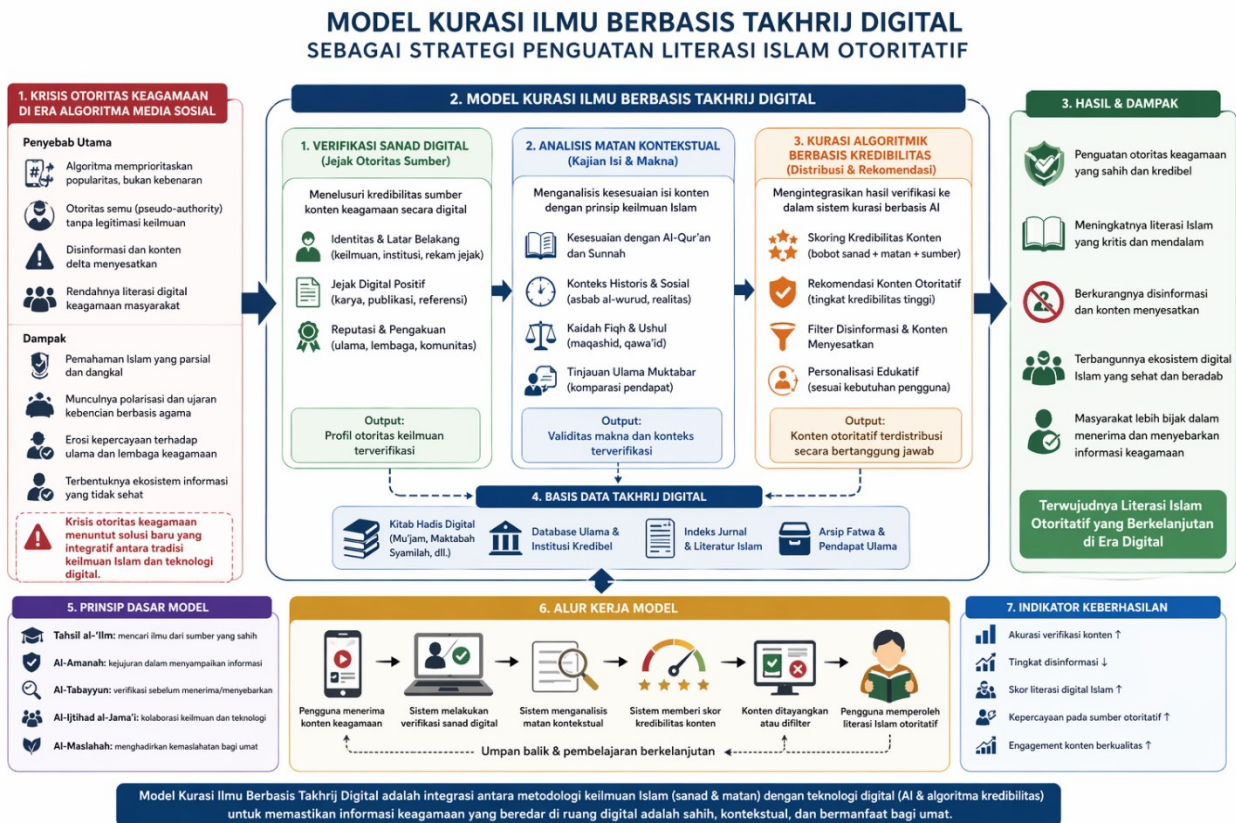 MODEL KURASI ILMU BERBASIS TAKHRIJ DIGITAL
SEBAGAI STRATEGI PENGUATAN LITERASI ISLAM OTORITATIF
1. KRISIS OTORITAS KEAGAMAAN
DI ERA ALGORITMA MEDIA SOSIAL
Penyebab Utama
Algoritma memprioritaskan
popularitas, bukan kebenaran
Otoritas semu (pseudo-authority)
tanpa legitimasi keilmuan
Disinformasi dan konten
delta menyesatkan
Rendahnya literasi digital
keagamaan masyarakat
Dampak
Pemahaman Islam yang parsial
dan dangkal
Munculnya polarisasi dan ujaran
kebencian berbasis agama
Erosi kepercayaan terhadap
ulama dan lembaga keagamaan
Terbentuknya ekosistem informasi
yang tidak sehat
Krisis otoritas keagamaan
menuntut solusi baru yang
integratif antara tradisi
keilmuan Islam dan teknologi
digital.
2. MODEL KURASI ILMU BERBASIS TAKHRIJ DIGITAL
1. VERIFIKASI SANAD DIGITAL
(Jejak Otoritas Sumber)
Menelusuri kredibilitas sumber
konten keagamaan secara digital
Identitas & Latar Belakang
(keilmuan, institusi, rekam jejak)
Jejak Digital Positif
(karya, publikasi, referensi)
Reputasi & Pengakuan
(ulama, lembaga, komunitas)
Output:
Profil otoritas keilmuan
terverifikasi
2. ANALISIS MATAN KONTEKSTUAL
(Kajian Isi & Makna)
Menganalisis kesesuaian isi konten
dengan prinsip keilmuan Islam
Kesesuaian dengan Al-Qur'an
dan Sunnah
Konteks Historis & Sosial
(asbab al-wurud, realitas)
Kaidah Fiqh & Ushul
(maqashid, qawa'id)
Tinjauan Ulama Muktabar
(komparasi pendapat)
Output:
Validitas makna dan konteks
terverifikasi
3. KURASI ALGORITMIK
BERBASIS KREDIBILITAS
(Distribusi & Rekomendasi)
Mengintegrasikan hasil verifikasi ke
dalam sistem kurasi berbasis AI
Skoring Kredibilitas Konten
(bobot sanad + matan + sumber)
Rekomendasi Konten Otoritatif
(tingkat kredibilitas tinggi)
Filter Disinformasi & Konten
Menyesatkan
Personalisasi Edukatif
(sesuai kebutuhan pengguna)
Output:
Konten otoritatif terdistribusi
secara bertanggung jawab
4. BASIS DATA TAKHRIJ DIGITAL
Kitab Hadis Digital
(Mu'jam, Maktabah
Syamilah, dll.)
Database Ulama &
Institusi Kredibel
Indeks Jurnal
& Literatur Islam
Arsip Fatwa &
Pendapat Ulama
3. HASIL & DAMPAK
Penguatan otoritas keagamaan
yang sahih dan kredibel
Meningkatnya literasi Islam
yang kritis dan mendalam
Berkurangnya disinformasi
dan konten menyesatkan
Terbangunnya ekosistem digital
Islam yang sehat dan beradab
Masyarakat lebih bijak dalam
menerima dan menyebarkan
informasi keagamaan
Terwujudnya Literasi Islam
Otoritatif yang Berkelanjutan
di Era Digital
5. PRINSIP DASAR MODEL
Tahsil al-'Ilm: mencari ilmu dari sumber yang sahih
Al-Amanah: kejujuran dalam menyampaikan informasi
Al-Tabayyun: verifikasi sebelum menerima/menyebarkan
Al-Ijtihad al-Jama'i: kolaborasi keilmuan dan teknologi
Al-Maslahah: menghadirkan kemaslahatan bagi umat
6. ALUR KERJA MODEL
Pengguna menerima
konten keagamaan
Sistem melakukan
verifikasi sanad digital
Sistem menganalisis
matan kontekstual
Sistem memberi skor
kredibilitas konten
Konten ditayangkan
atau difilter
Pengguna memperoleh
literasi Islam otoritatif
Umpan balik & pembelajaran berkelanjutan
7. INDIKATOR KEBERHASILAN
Akurasi verifikasi konten ↑
Tingkat disinformasi ↓
Skor literasi digital Islam ↑
Kepercayaan pada sumber otoritatif ↑
Engagement konten berkualitas ↑
Model Kurasi Ilmu Berbasis Takhrij Digital adalah integrasi antara metodologi keilmuan Islam (sanad & matan) dengan teknologi digital (AI & algoritma kredibilitas)
untuk memastikan informasi keagamaan yang beredar di ruang digital adalah sahih, kontekstual, dan bermanfaat bagi umat.